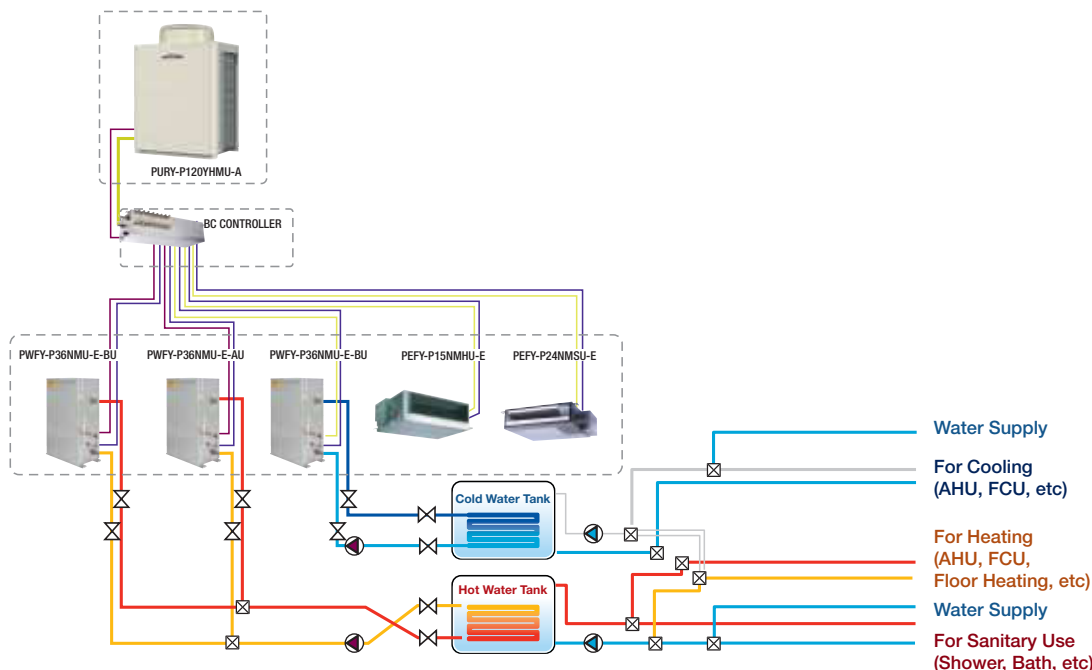 PURY-P120YHMU-A
BC CONTROLLER
PWFY-P36NMU-E-BU
PWFY-P36NMU-E-AU
PWFY-P36NMU-E-BU
PEFY-P15NMHU-E
PEFY-P24NMSU-E
Water Supply
For Cooling
(AHU, FCU, etc)
Cold Water Tank
For Heating
(AHU, FCU,
Floor Heating, etc)
Hot Water Tank
Water Supply
For Sanitary Use
(Shower, Bath, etc)